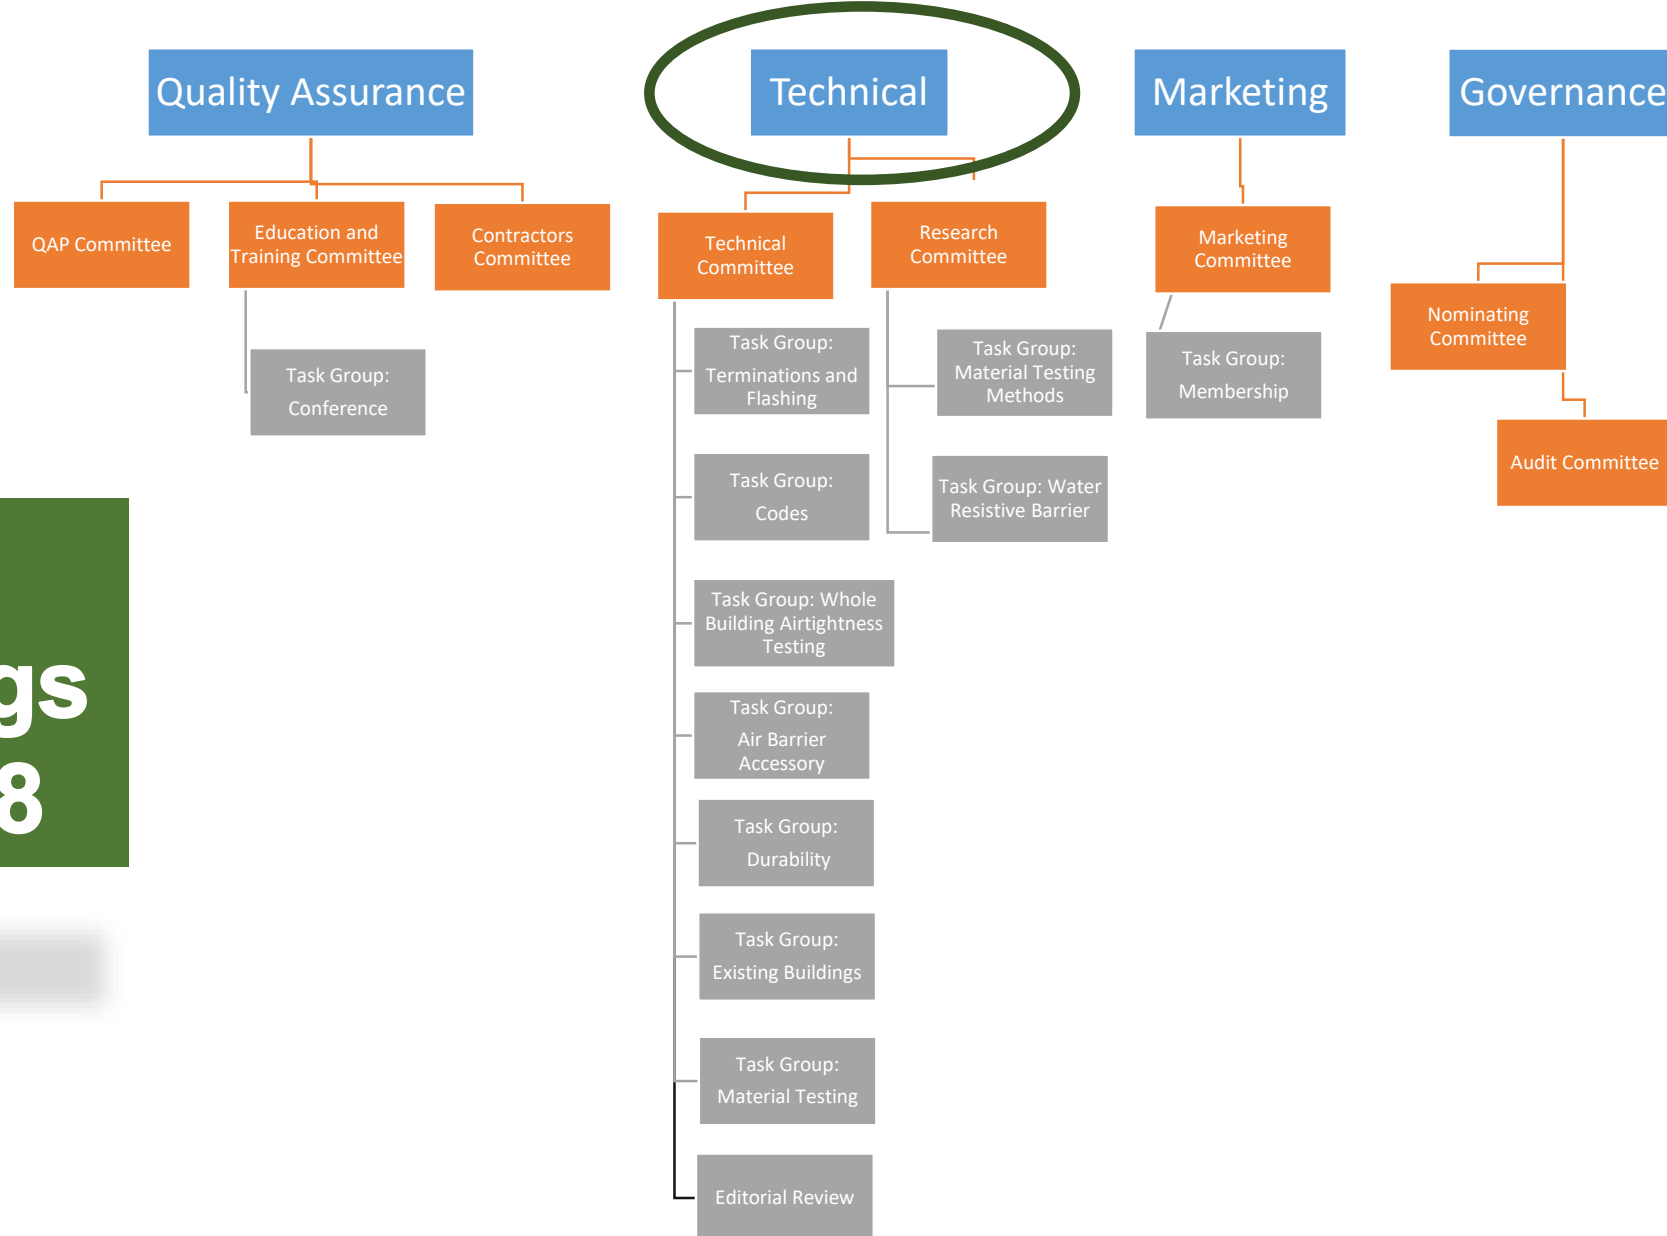 Quality Assurance
Technical
Marketing
Governance
QAP Committee
Education and
Training Committee
Contractors
Committee
Technical
Committee
Research
Committee
Marketing
Committee
Nominating
Committee
Audit Committee
Task Group:
Conference
Task Group:
Terminations and
Flashing
Task Group:
Codes
Task Group: Whole
Building Airtightness
Testing
Task Group:
Air Barrier
Accessory
Task Group:
Durability
Task Group:
Existing Buildings
Task Group:
Material Testing
Editorial Review
Task Group:
Material Testing
Methods
Task Group: Water
Resistive Barrier
Task Group:
Membership
gs
8